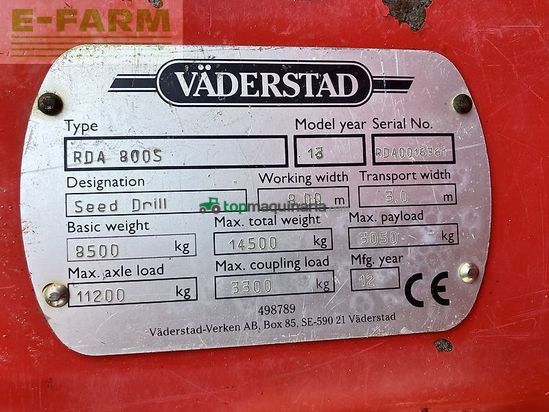 E-FARM
VÄDERSTAD
Type Model year Serial No.
RDA 800S 13
Designation Working width Transport width
Seed Drill 8.00 m 3.0 m
topmaquinaria
Basic weight Max. total weight Max. payload
8500 kg 14500 kg kg
Max. axle load Max. coupling load Mfg. year
11200 kg 3300 kg 12 CE
498789
Väderstad-Verken AB, Box 85, SE-590 21 Väderstad